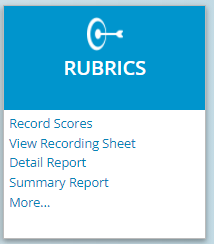 RUBRICS
Record Scores
View Recording Sheet
Detail Report
Summary Report
More...